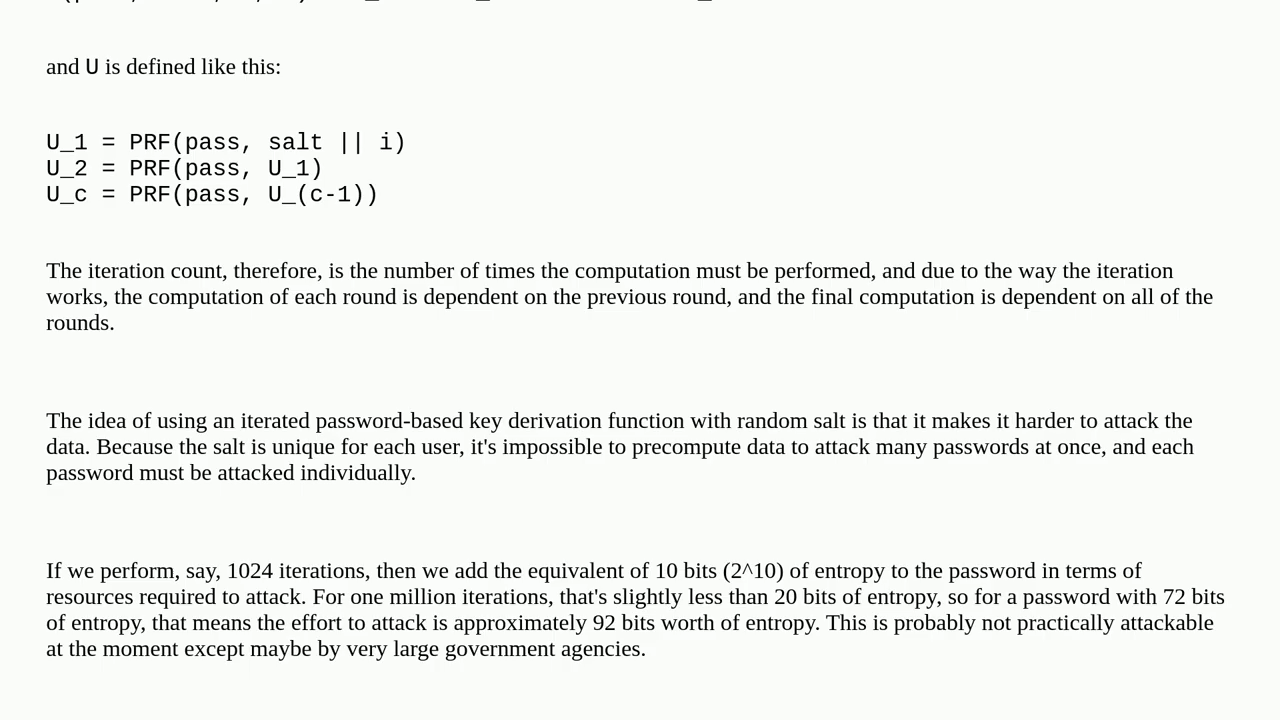 and U is defined like this:
U_1 = PRF(pass, salt || i)
U_2 = PRF(pass, U_1)
U_c = PRF(pass, U_(c-1))
The iteration count, therefore, is the number of times the computation must be performed, and due to the way the iteration
works, the computation of each round is dependent on the previous round, and the final computation is dependent on all of the
rounds.
The idea of using an iterated password-based key derivation function with random salt is that it makes it harder to attack the
data. Because the salt is unique for each user, it's impossible to precompute data to attack many passwords at once, and each
password must be attacked individually.
If we perform, say, 1024 iterations, then we add the equivalent of 10 bits (2^10) of entropy to the password in terms of
resources required to attack. For one million iterations, that's slightly less than 20 bits of entropy, so for a password with 72 bits
of entropy, that means the effort to attack is approximately 92 bits worth of entropy. This is probably not practically attackable
at the moment except maybe by very large government agencies.